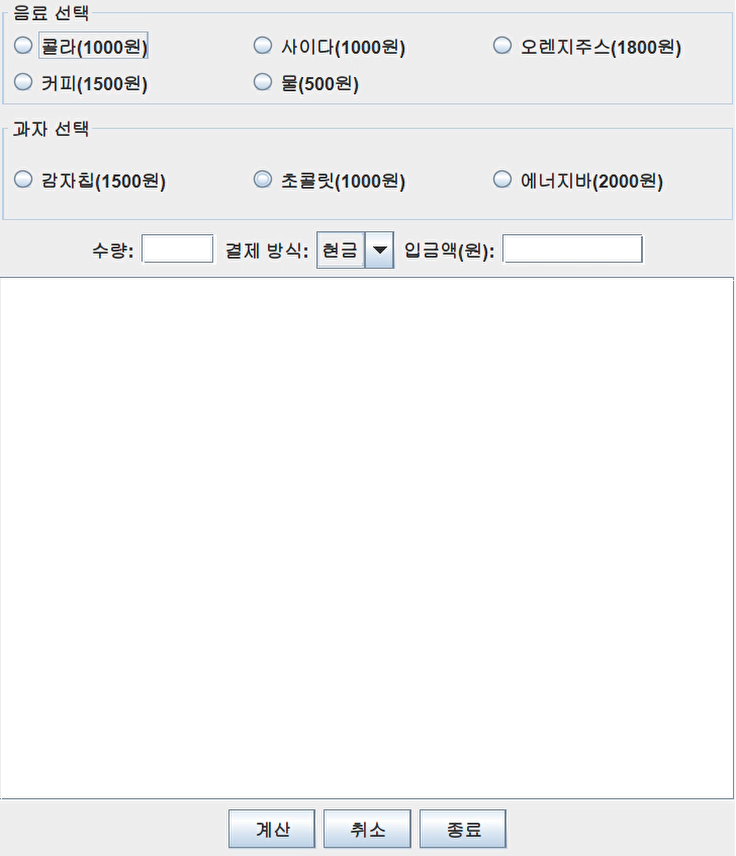 음료 선택
콜라(1000원) 사이다(1000원) 오렌지주스(1800원)
커피(1500원) 물(500원)
과자 선택
감자칩(1500원) 초콜릿(1000원) 에너지바(2000원)
수량: 결제 방식: 현금 입금액(원):
계산 취소 종료